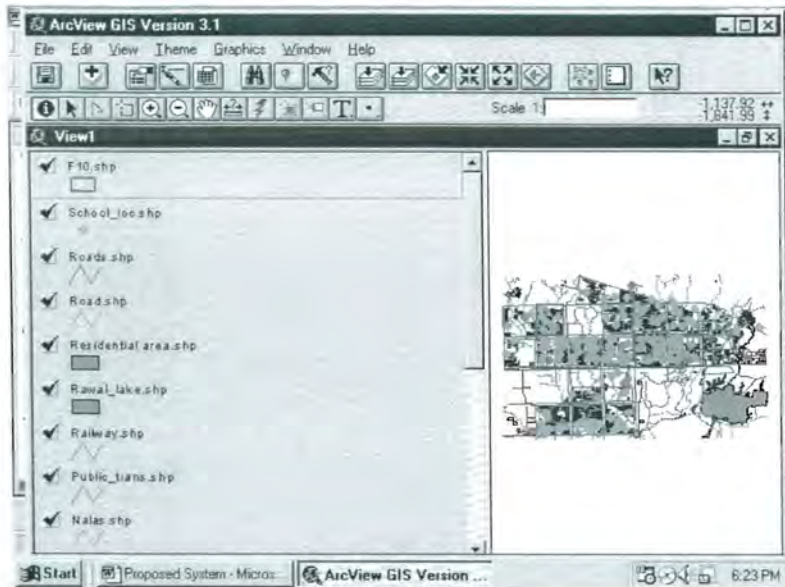 ArcView GIS Version 3.1
File Edit View Theme Graphics Window Help
Scale 1:
-1,137.92
-1,641.99
View1
F10.shp
School_loc.shp
Roads.shp
Road.shp
Residential area.shp
Rawal_lake.shp
Railway.shp
Public_trans.shp
Nalas.shp
Start Proposed System - Micros... ArcView GIS Version ... 6:23 PM